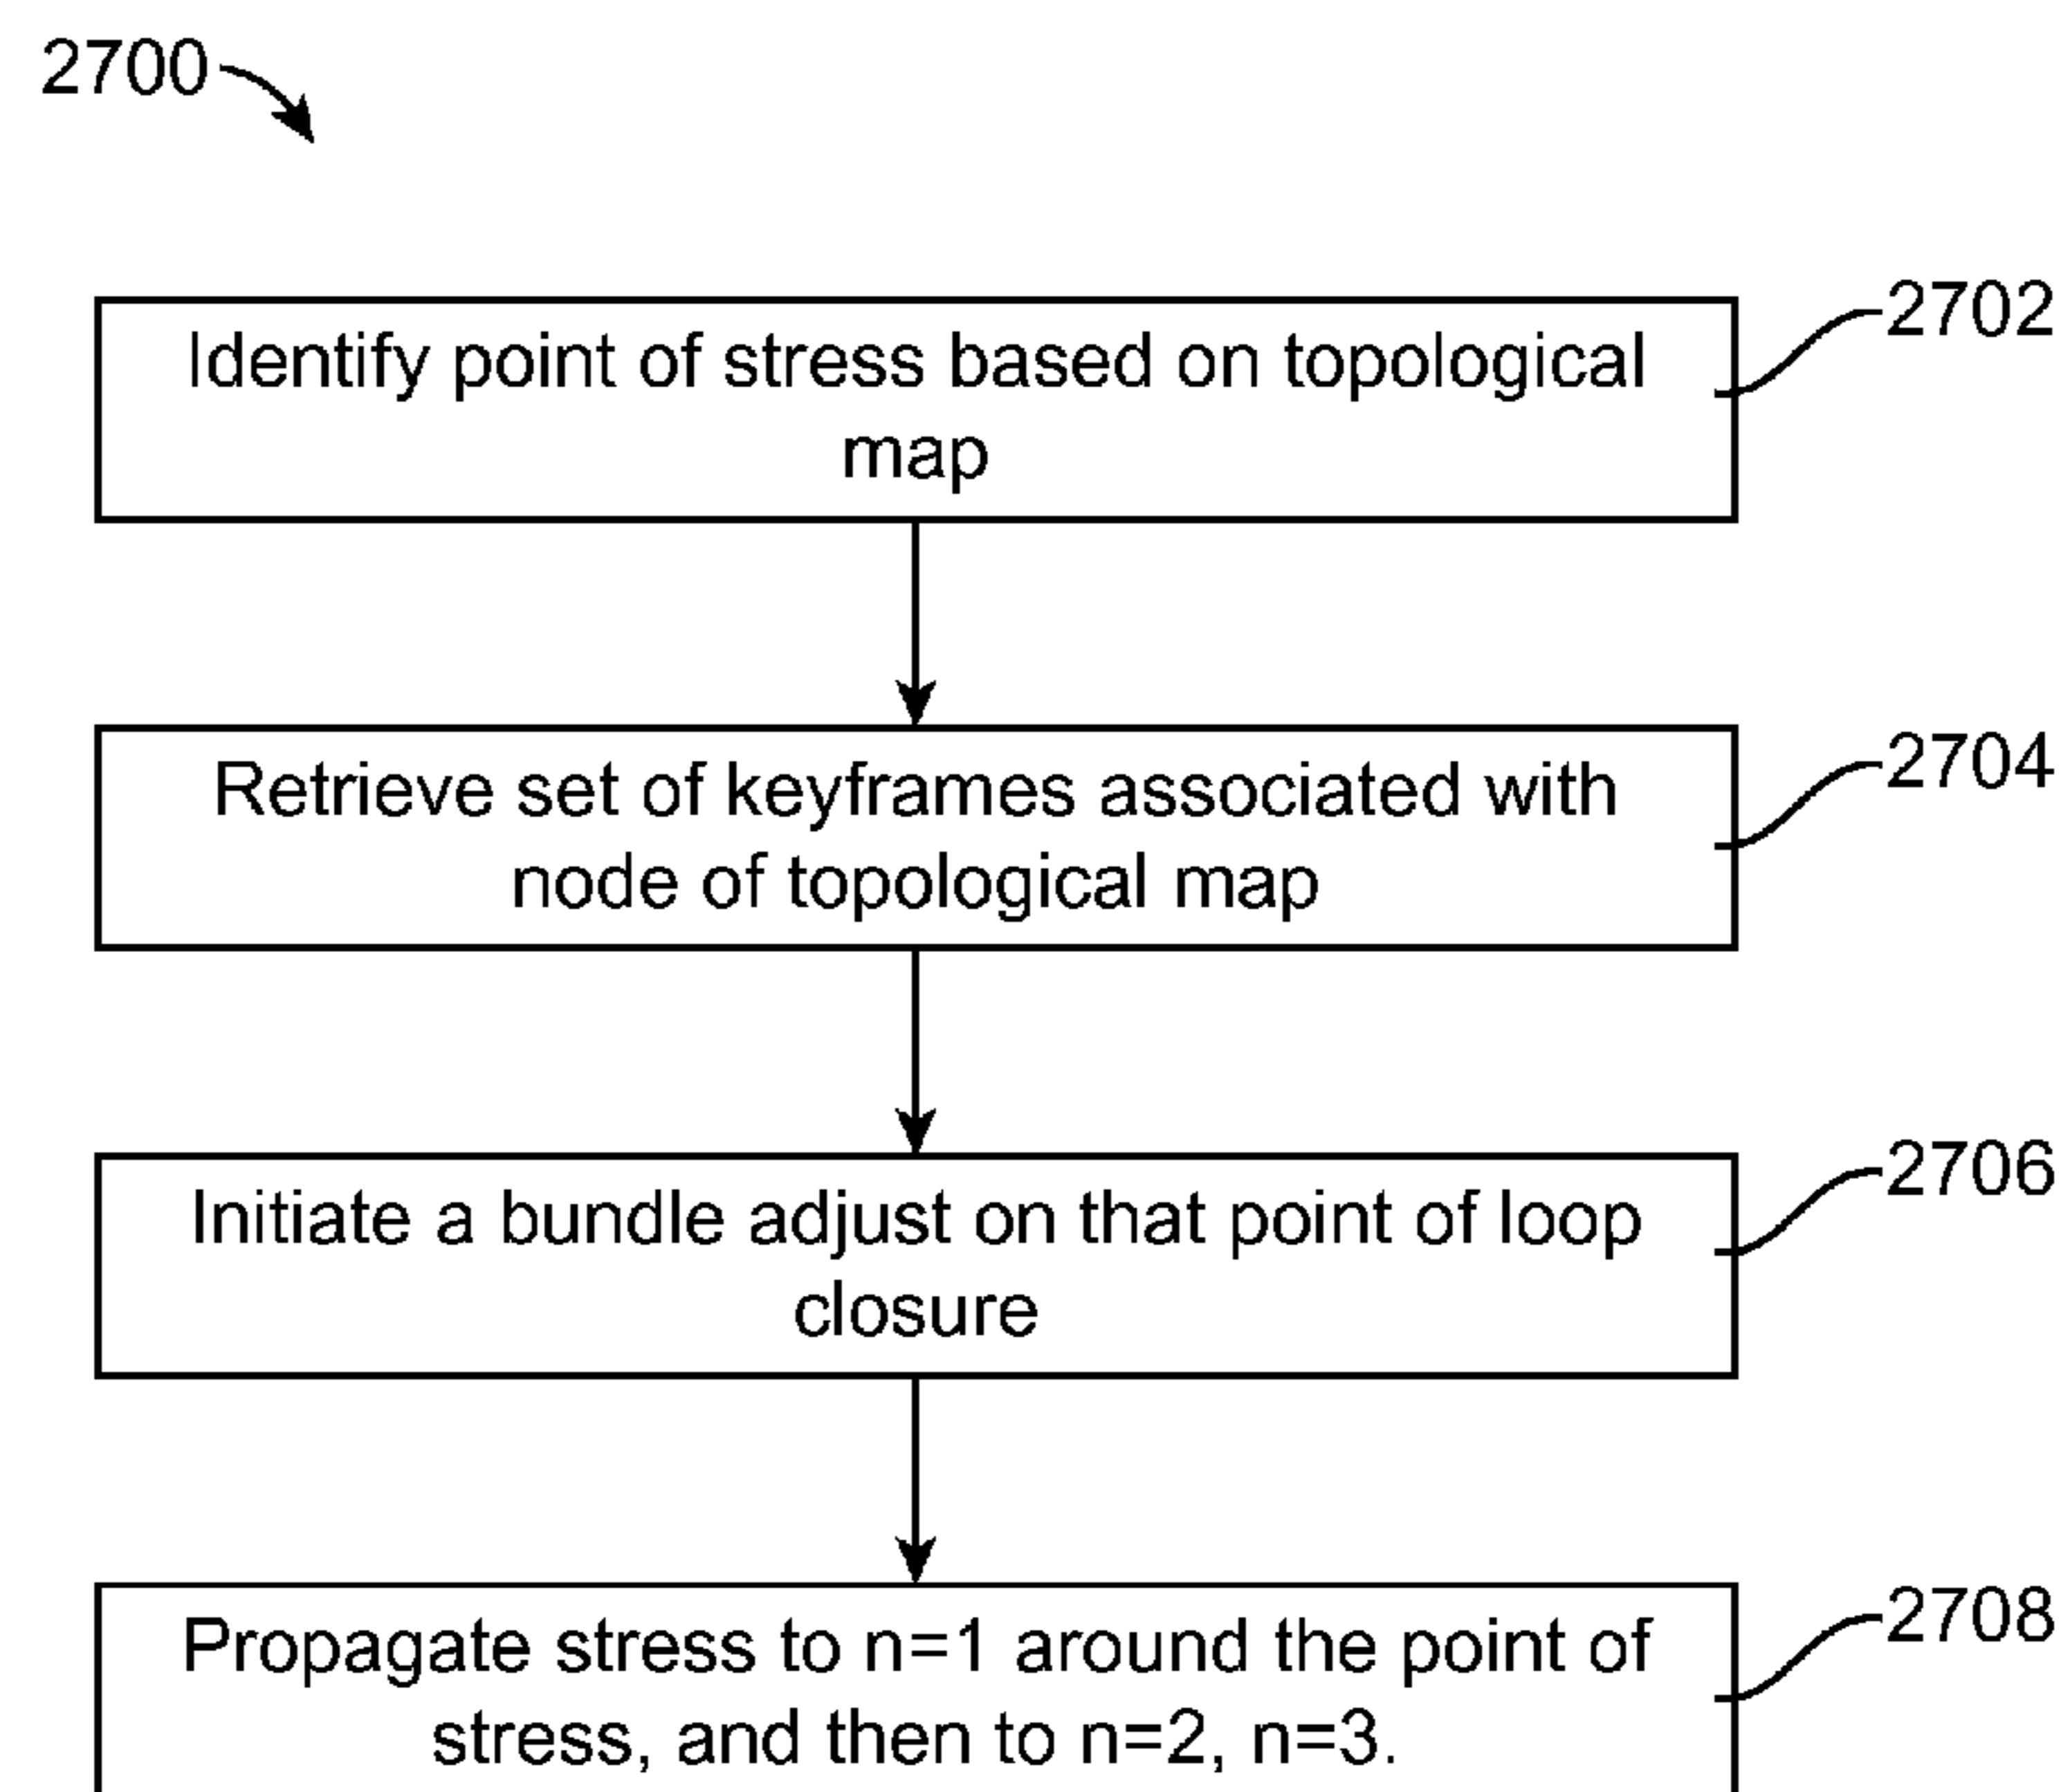 2700
2702
Identify point of stress based on topological
map
2704
Retrieve set of keyframes associated with
node of topological map
2706
Initiate a bundle adjust on that point of loop
closure
2708
Propagate stress to n=1 around the point of
stress, and then to n=2, n=3.